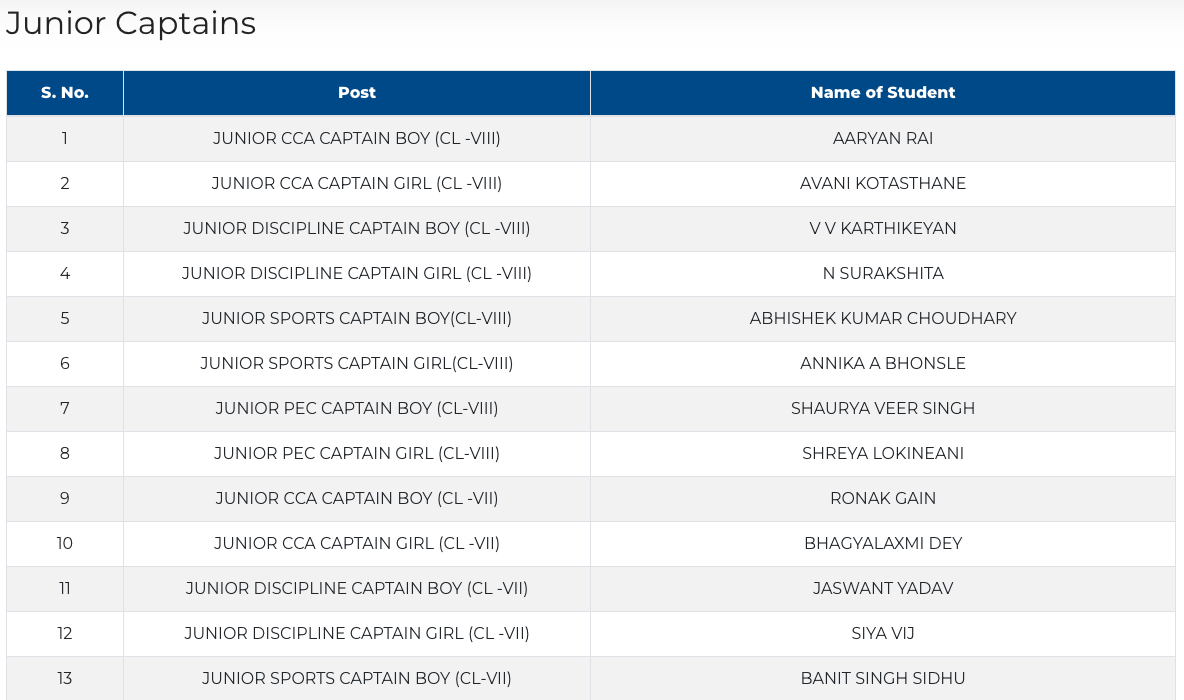 Junior Captains
S. No. Post Name of Student
1 JUNIOR CCA CAPTAIN BOY (CL -VIII) AARYAN RAI
2 JUNIOR CCA CAPTAIN GIRL (CL -VIII) AVANI KOTASTHANE
3 JUNIOR DISCIPLINE CAPTAIN BOY (CL -VIII) V V KARTHIKEYAN
4 JUNIOR DISCIPLINE CAPTAIN GIRL (CL -VIII) N SURAKSHITA
5 JUNIOR SPORTS CAPTAIN BOY(CL-VIII) ABHISHEK KUMAR CHOUDHARY
6 JUNIOR SPORTS CAPTAIN GIRL(CL-VIII) ANNIKA A BHONSLE
7 JUNIOR PEC CAPTAIN BOY (CL-VIII) SHAURYA VEER SINGH
8 JUNIOR PEC CAPTAIN GIRL (CL-VIII) SHREYA LOKINEANI
9 JUNIOR CCA CAPTAIN BOY (CL -VII) RONAK GAIN
10 JUNIOR CCA CAPTAIN GIRL (CL -VII) BHAGYALAXMI DEY
11 JUNIOR DISCIPLINE CAPTAIN BOY (CL -VII) JASWANT YADAV
12 JUNIOR DISCIPLINE CAPTAIN GIRL (CL -VII) SIYA VIJ
13 JUNIOR SPORTS CAPTAIN BOY (CL-VII) BANIT SINGH SIDHU